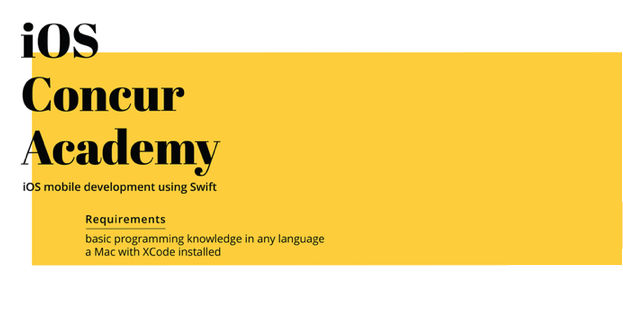 iOS
Concur
Academy
iOS mobile development using Swift
Requirements
basic programming knowledge in any language
a Mac with XCode installed